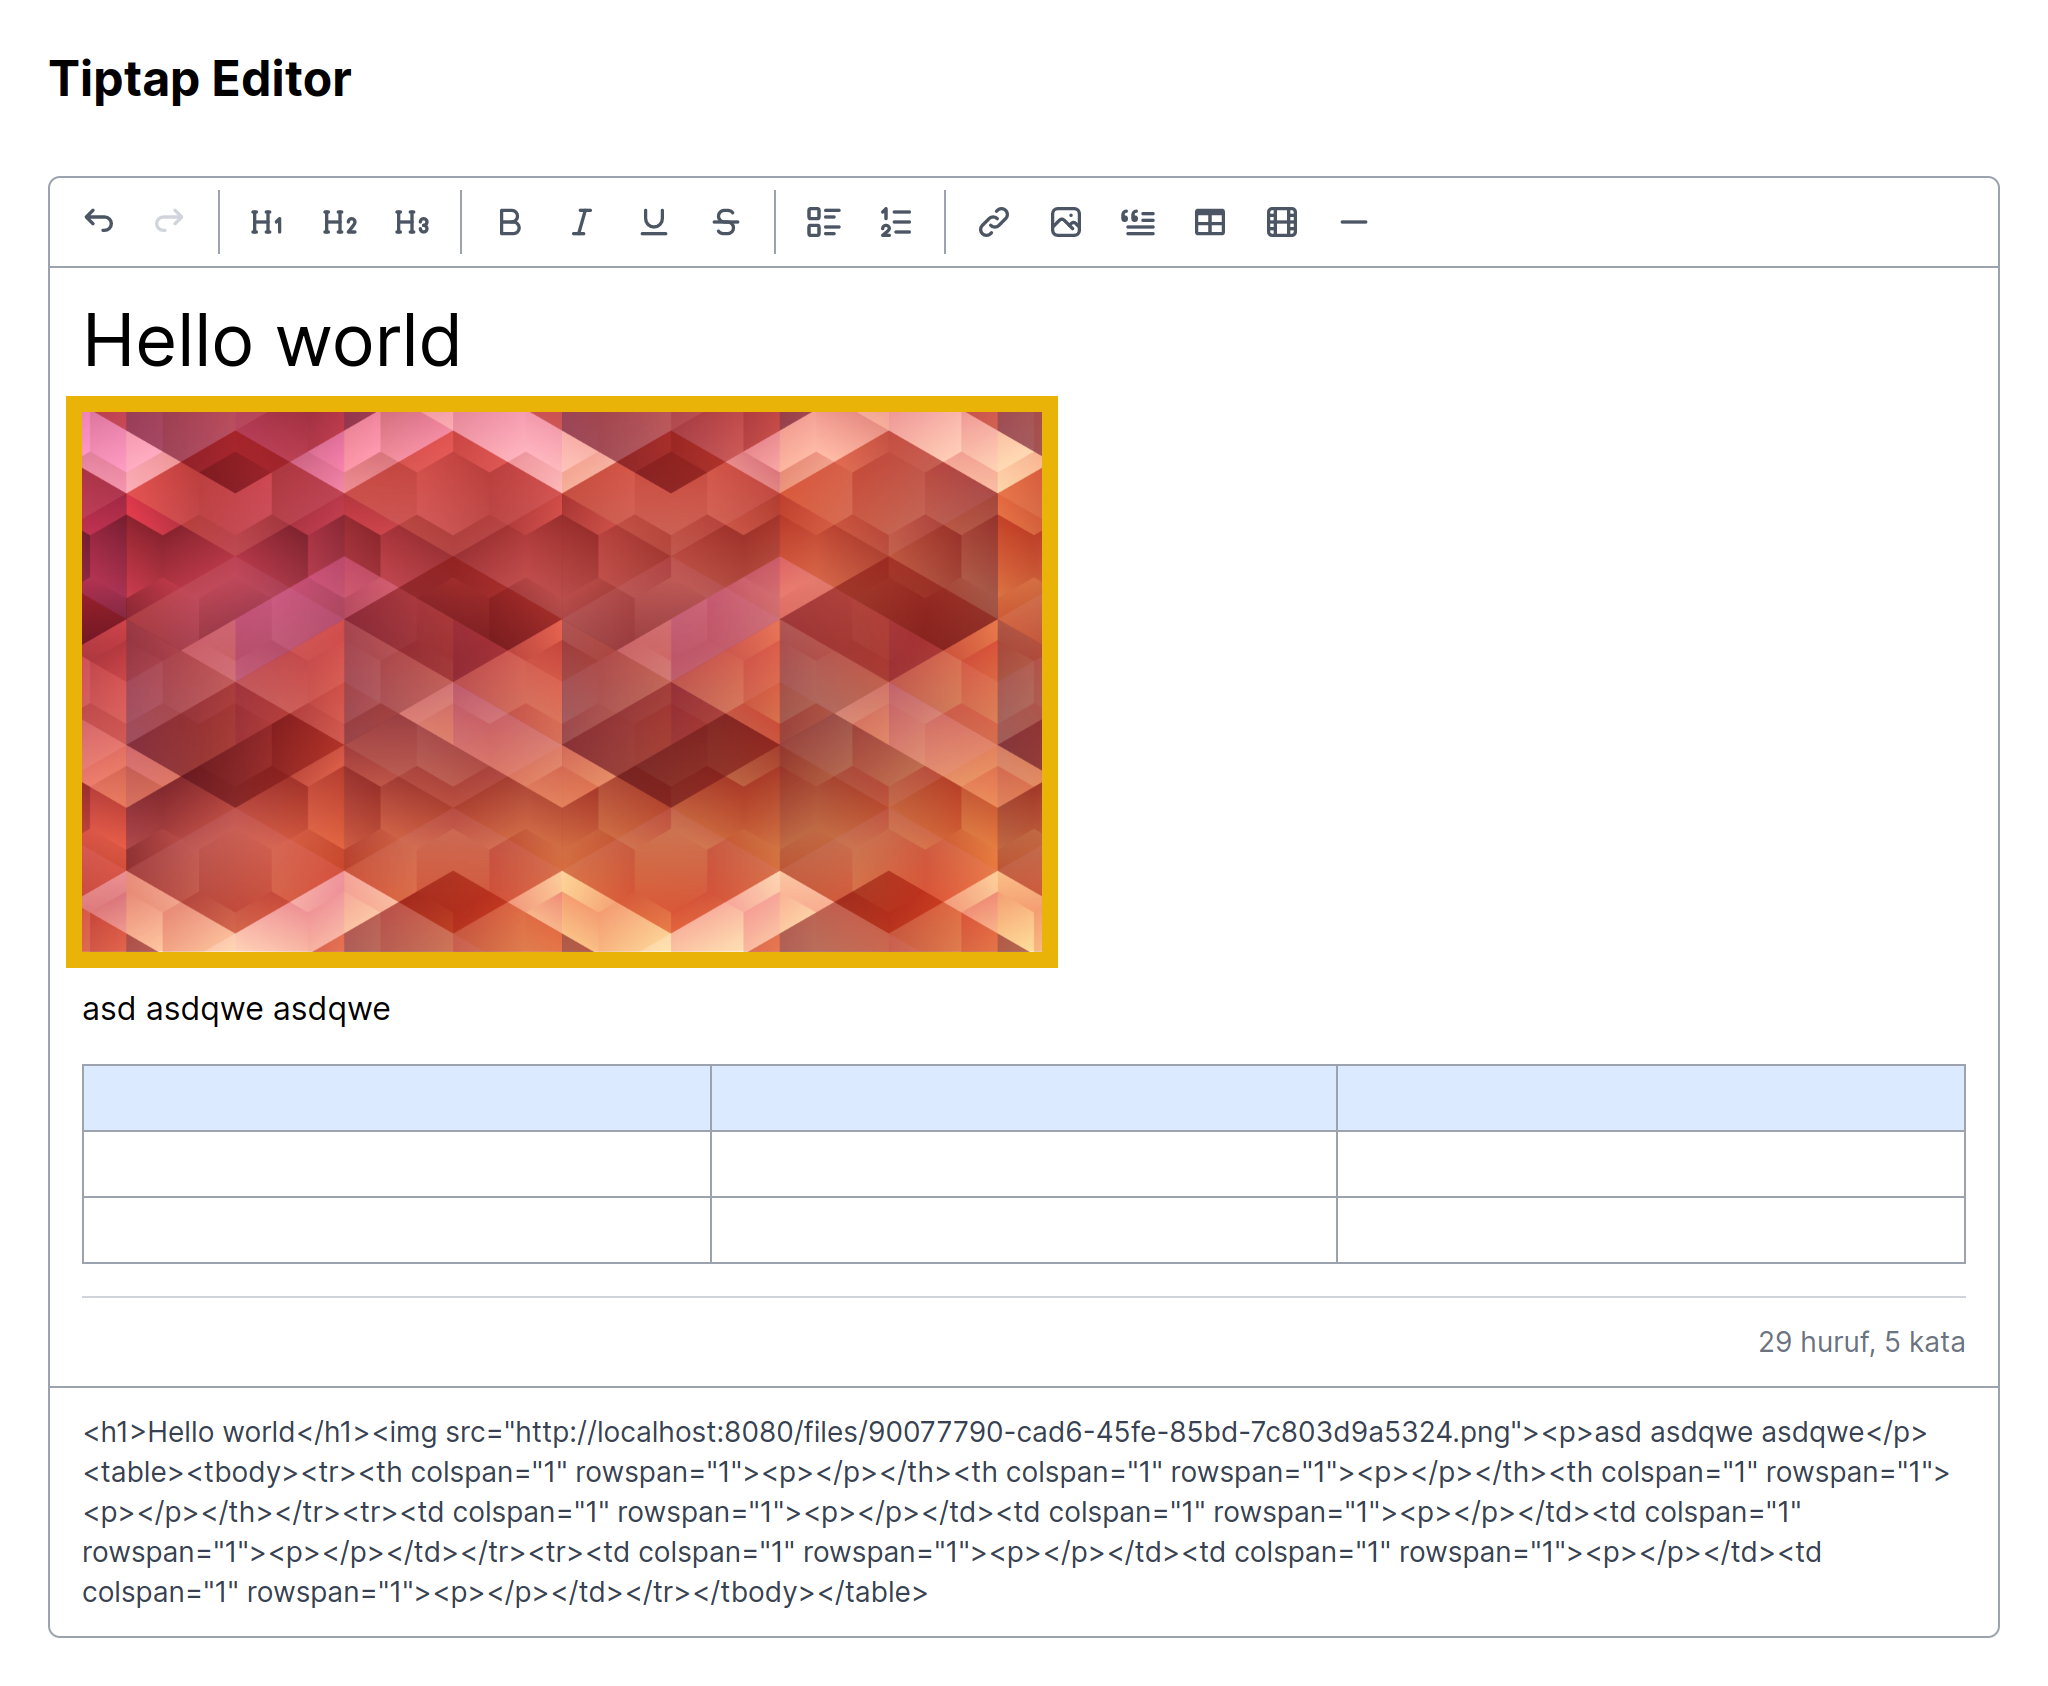 Tiptap Editor
H1 H2 H3 B I U S 1 2
Hello world
asd asdqwe asdqwe
29 huruf, 5 kata
<h1>Hello world</h1><img src="http://localhost:8080/files/90077790-cad6-45fe-85bd-7c803d9a5324.png"><p>asd asdqwe asdqwe</p>
<table><tbody><tr><th colspan="1" rowspan="1"><p></p></th><th colspan="1" rowspan="1"><p></p></th><th colspan="1" rowspan="1">
<p></p></th></tr><tr><td colspan="1" rowspan="1"><p></p></td><td colspan="1" rowspan="1"><p></p></td><td colspan="1"
rowspan="1"><p></p></td></tr><tr><td colspan="1" rowspan="1"><p></p></td><td colspan="1" rowspan="1"><p></p></td><td
colspan="1" rowspan="1"><p></p></td></tr></tbody></table>